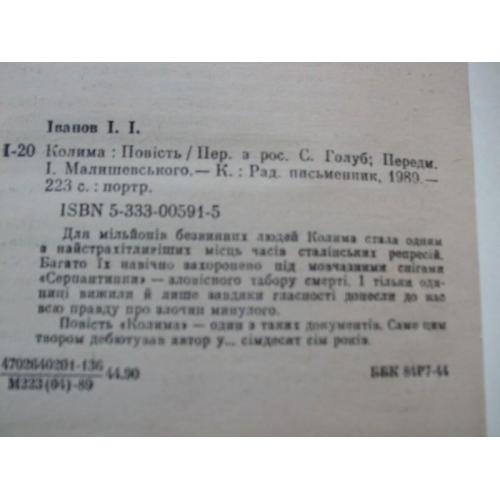 Іванов І. І.
І-20 Колима : Повість / Пер. з рос. С. Голуб; Передм.
І. Малишевського.— К. : Рад. письменник, 1989.—
223 с. : портр.
ISBN 5-333-00591-5
Для мільйонів безвинних людей Колима стала одним
з найстрахітливіших місць часів сталінських репресій.
Багато їх навічно захоронено під мовчазними снігами
«Серпантинки» — зловісного табору смерті. І тільки оди-
ниці вижили й лише завдяки гласності донесли до нас
всю правду про злочин минулого.
Повість «Колима» — один з таких документів. Саме цим
твором дебютував автор у... сімдесят сім років.
4702640201-136
М223(04)-89
44.90
ББК 84Р7-44